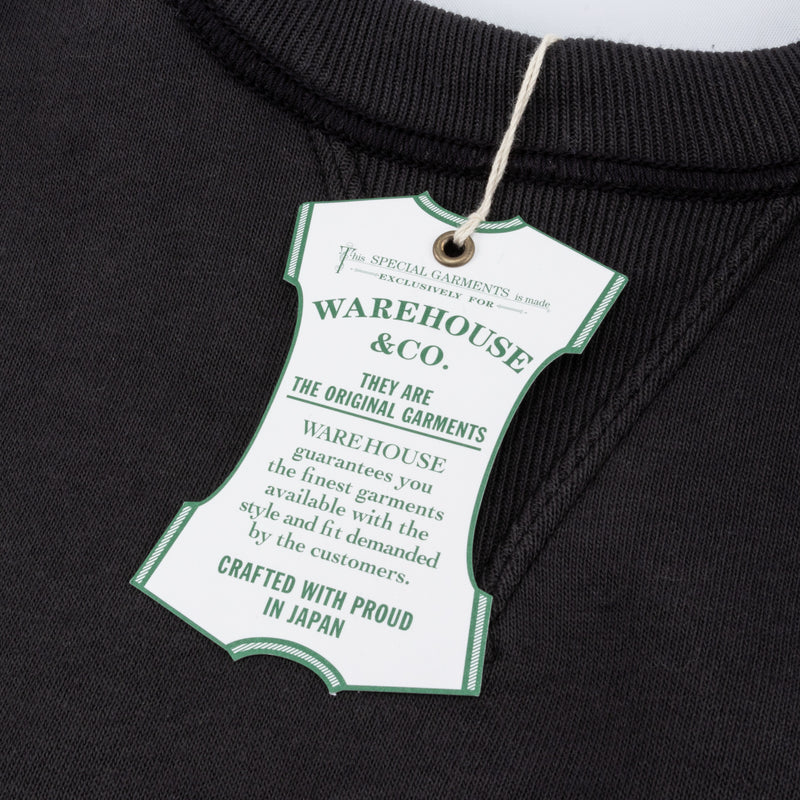 This SPECIAL GARMENTS is made
EXCLUSIVELY FOR
WAREHOUSE
&CO.
THEY ARE
THE ORIGINAL GARMENTS
WAREHOUSE
guarantees you
the finest garments
available with the
style and fit demanded
by the customers.
CRAFTED WITH PROUD
IN JAPAN